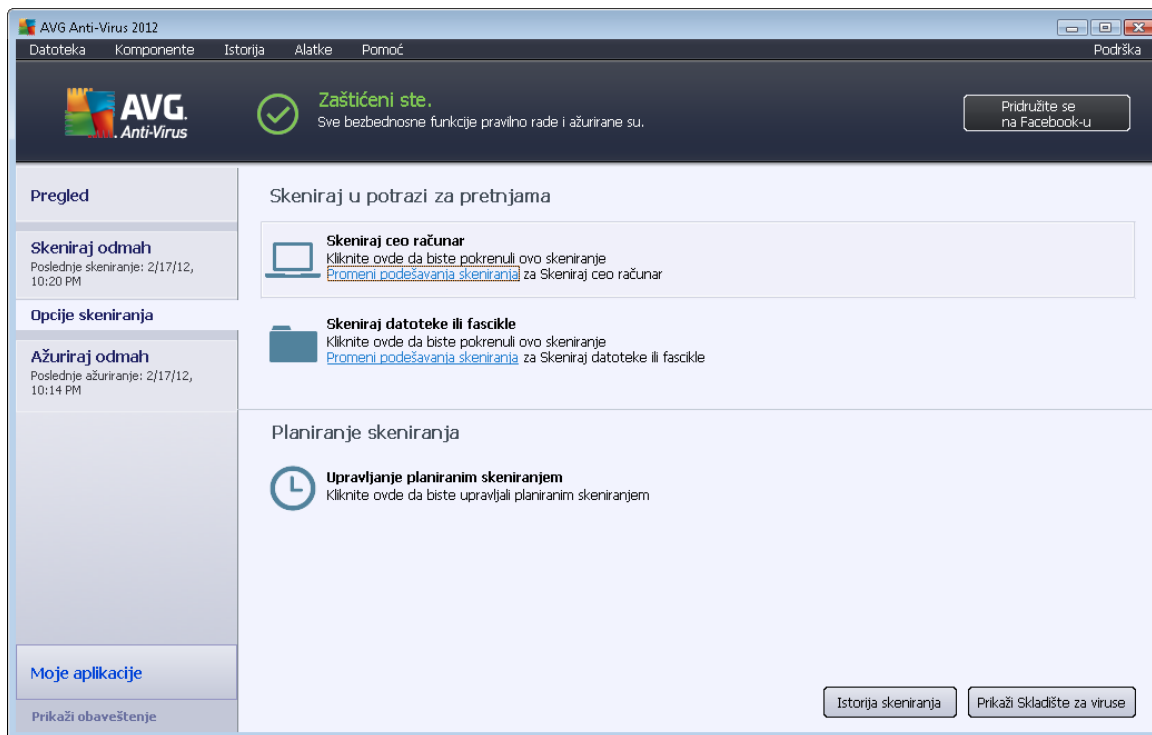 AVG Anti-Virus 2012
Datoteka Komponente Istorija Alatke Pomoć Podrška
AVG.
Anti-Virus
Zaštićeni ste.
Sve bezbednosne funkcije pravilno rade i ažurirane su.
Pridružite se
na Facebook-u
Pregled
Skeniraj odmah
Poslednje skeniranje: 2/17/12,
10:20 PM
Opcije skeniranja
Ažuriraj odmah
Poslednje ažuriranje: 2/17/12,
10:14 PM
Moje aplikacije
Prikaži obaveštenje
Skeniraj u potrazi za pretnjama
Skeniraj ceo računar
Kliknite ovde da biste pokrenuli ovo skeniranje
Promeni podešavanja skeniranja za Skeniraj ceo računar
Skeniraj datoteke ili fascikle
Kliknite ovde da biste pokrenuli ovo skeniranje
Promeni podešavanja skeniranja za Skeniraj datoteke ili fascikle
Planiranje skeniranja
Upravljanje planiranim skeniranjem
Kliknite ovde da biste upravljali planiranim skeniranjem
Istorija skeniranja
Prikaži Skladište za viruse